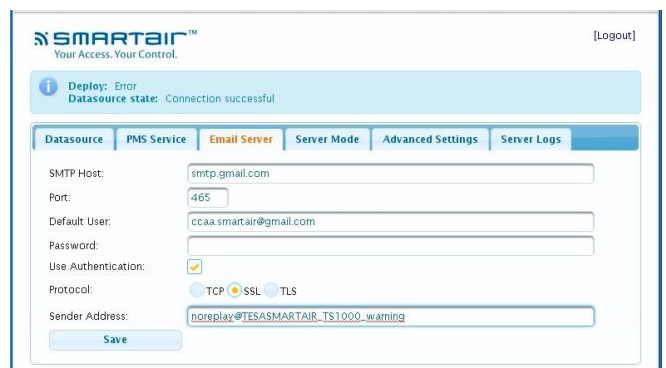 SMARTair™
Your Access. Your Control.
[Logout]
Deploy: Error
Datasource state: Connection successful
Datasource PMS Service Email Server Server Mode Advanced Settings Server Logs
SMTP Host: smtp.gmail.com
Port: 465
Default User: ccaa.smartair@gmail.com
Password:
Use Authentication:
Protocol: TCP SSL TLS
Sender Address: noreplay@TESASMARTAIR_TS1000_warning
Save